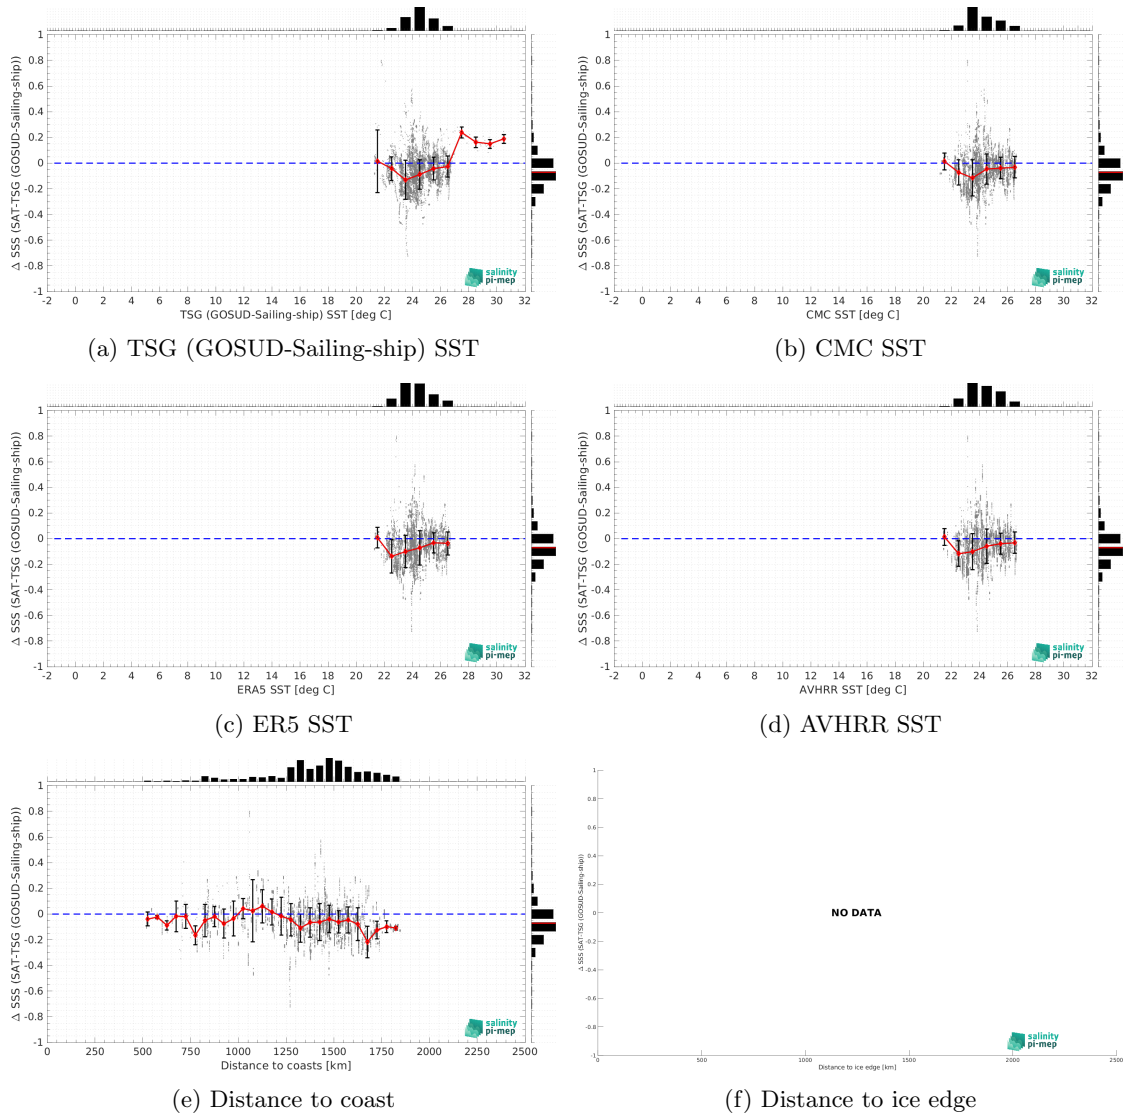 1
0.8
0.6
0.4
0.2
0
-0.2
-0.4
-0.6
-0.8
-1
Δ SSS (SAT-TSG (GOSUD-Sailing-ship))
salinity
pi-mep
-2 0 2 4 6 8 10 12 14 16 18 20 22 24 26 28 30 32
TSG (GOSUD-Sailing-ship) SST [deg C]
(a) TSG (GOSUD-Sailing-ship) SST
1
0.8
0.6
0.4
0.2
0
-0.2
-0.4
-0.6
-0.8
-1
Δ SSS (SAT-TSG (GOSUD-Sailing-ship))
salinity
pi-mep
-2 0 2 4 6 8 10 12 14 16 18 20 22 24 26 28 30 32
CMC SST [deg C]
(b) CMC SST
1
0.8
0.6
0.4
0.2
0
-0.2
-0.4
-0.6
-0.8
-1
Δ SSS (SAT-TSG (GOSUD-Sailing-ship))
salinity
pi-mep
-2 0 2 4 6 8 10 12 14 16 18 20 22 24 26 28 30 32
ERA5 SST [deg C]
(c) ER5 SST
1
0.8
0.6
0.4
0.2
0
-0.2
-0.4
-0.6
-0.8
-1
Δ SSS (SAT-TSG (GOSUD-Sailing-ship))
salinity
pi-mep
-2 0 2 4 6 8 10 12 14 16 18 20 22 24 26 28 30 32
AVHRR SST [deg C]
(d) AVHRR SST
1
0.8
0.6
0.4
0.2
0
-0.2
-0.4
-0.6
-0.8
-1
Δ SSS (SAT-TSG (GOSUD-Sailing-ship))
salinity
pi-mep
0 250 500 750 1000 1250 1500 1750 2000 2250 2500
Distance to coasts [km]
(e) Distance to coast
1
0.8
0.6
0.4
0.2
0
-0.2
-0.4
-0.6
-0.8
-1
Δ SSS (SAT-TSG (GOSUD-Sailing-ship))
NO DATA
salinity
pi-mep
0 500 1000 1500 2000 2500
Distance to ice edge [km]
(f) Distance to ice edge